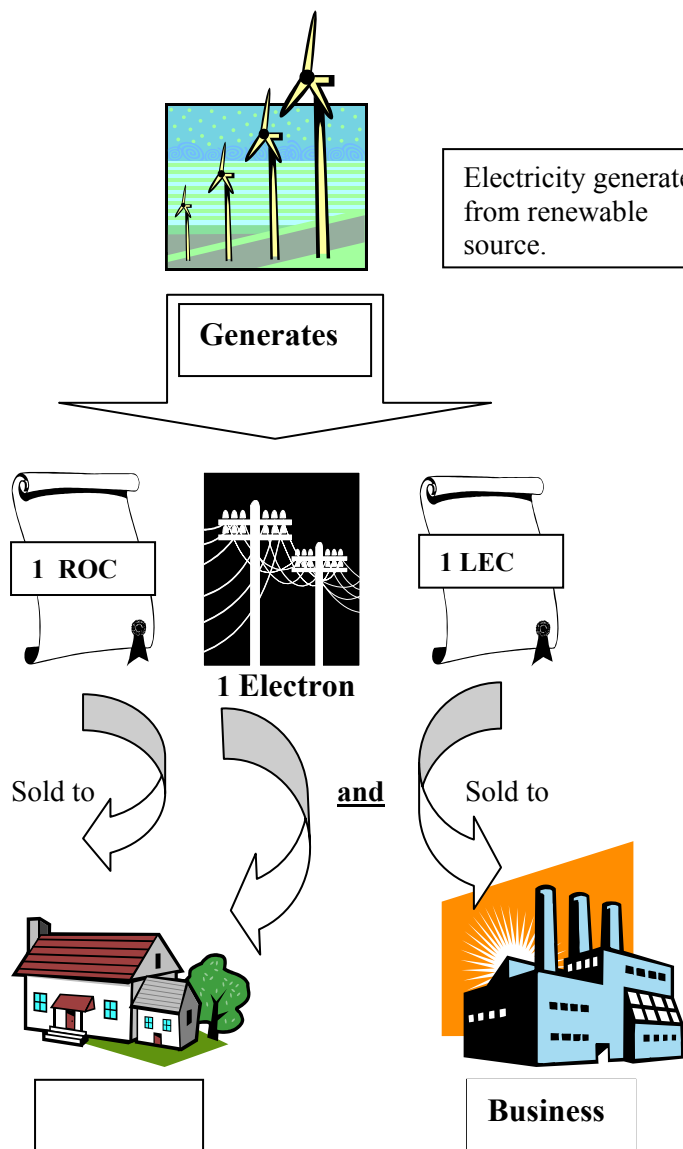 Electricity generate
from renewable
source.
Generates
1 ROC
1 LEC
1 Electron
Sold to
and
Sold to
Business